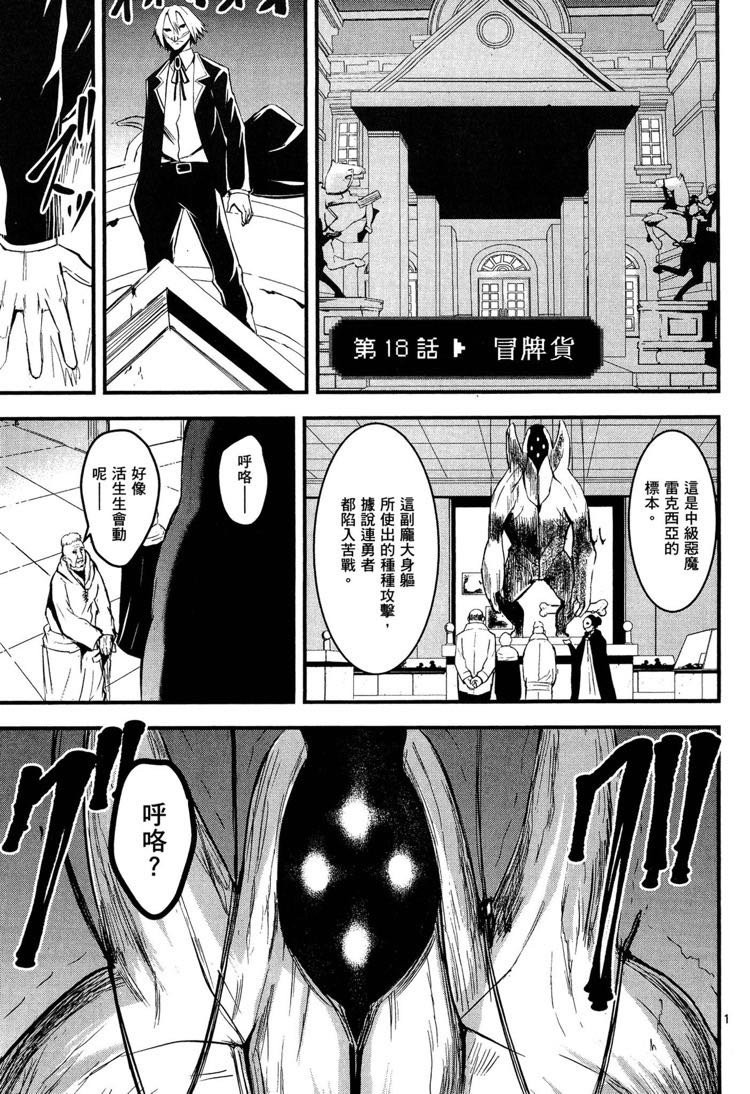 第18話 冒牌貨
這是中級惡魔
雷克西亞的
標本。
這副龐大身軀
所使出的種種攻擊，
據說連勇者
都陷入苦戰。
呼咯⋯
好像
活生生會動
呢──
呼咯？
1